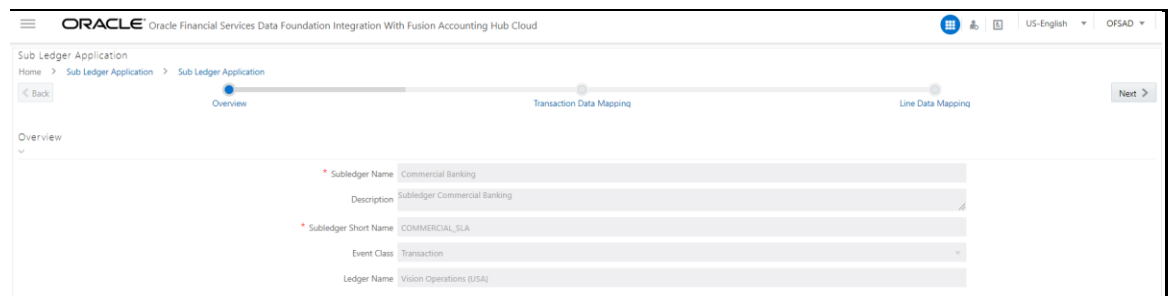 ORACLE® Oracle Financial Services Data Foundation Integration With Fusion Accounting Hub Cloud US-English OFSAD
Sub Ledger Application
Home > Sub Ledger Application > Sub Ledger Application
< Back Next >
Overview Transaction Data Mapping Line Data Mapping
Overview
* Subledger Name Commercial Banking
Description Subledger Commercial Banking
* Subledger Short Name COMMERCIAL_SLA
Event Class Transaction
Ledger Name Vision Operations (USA)